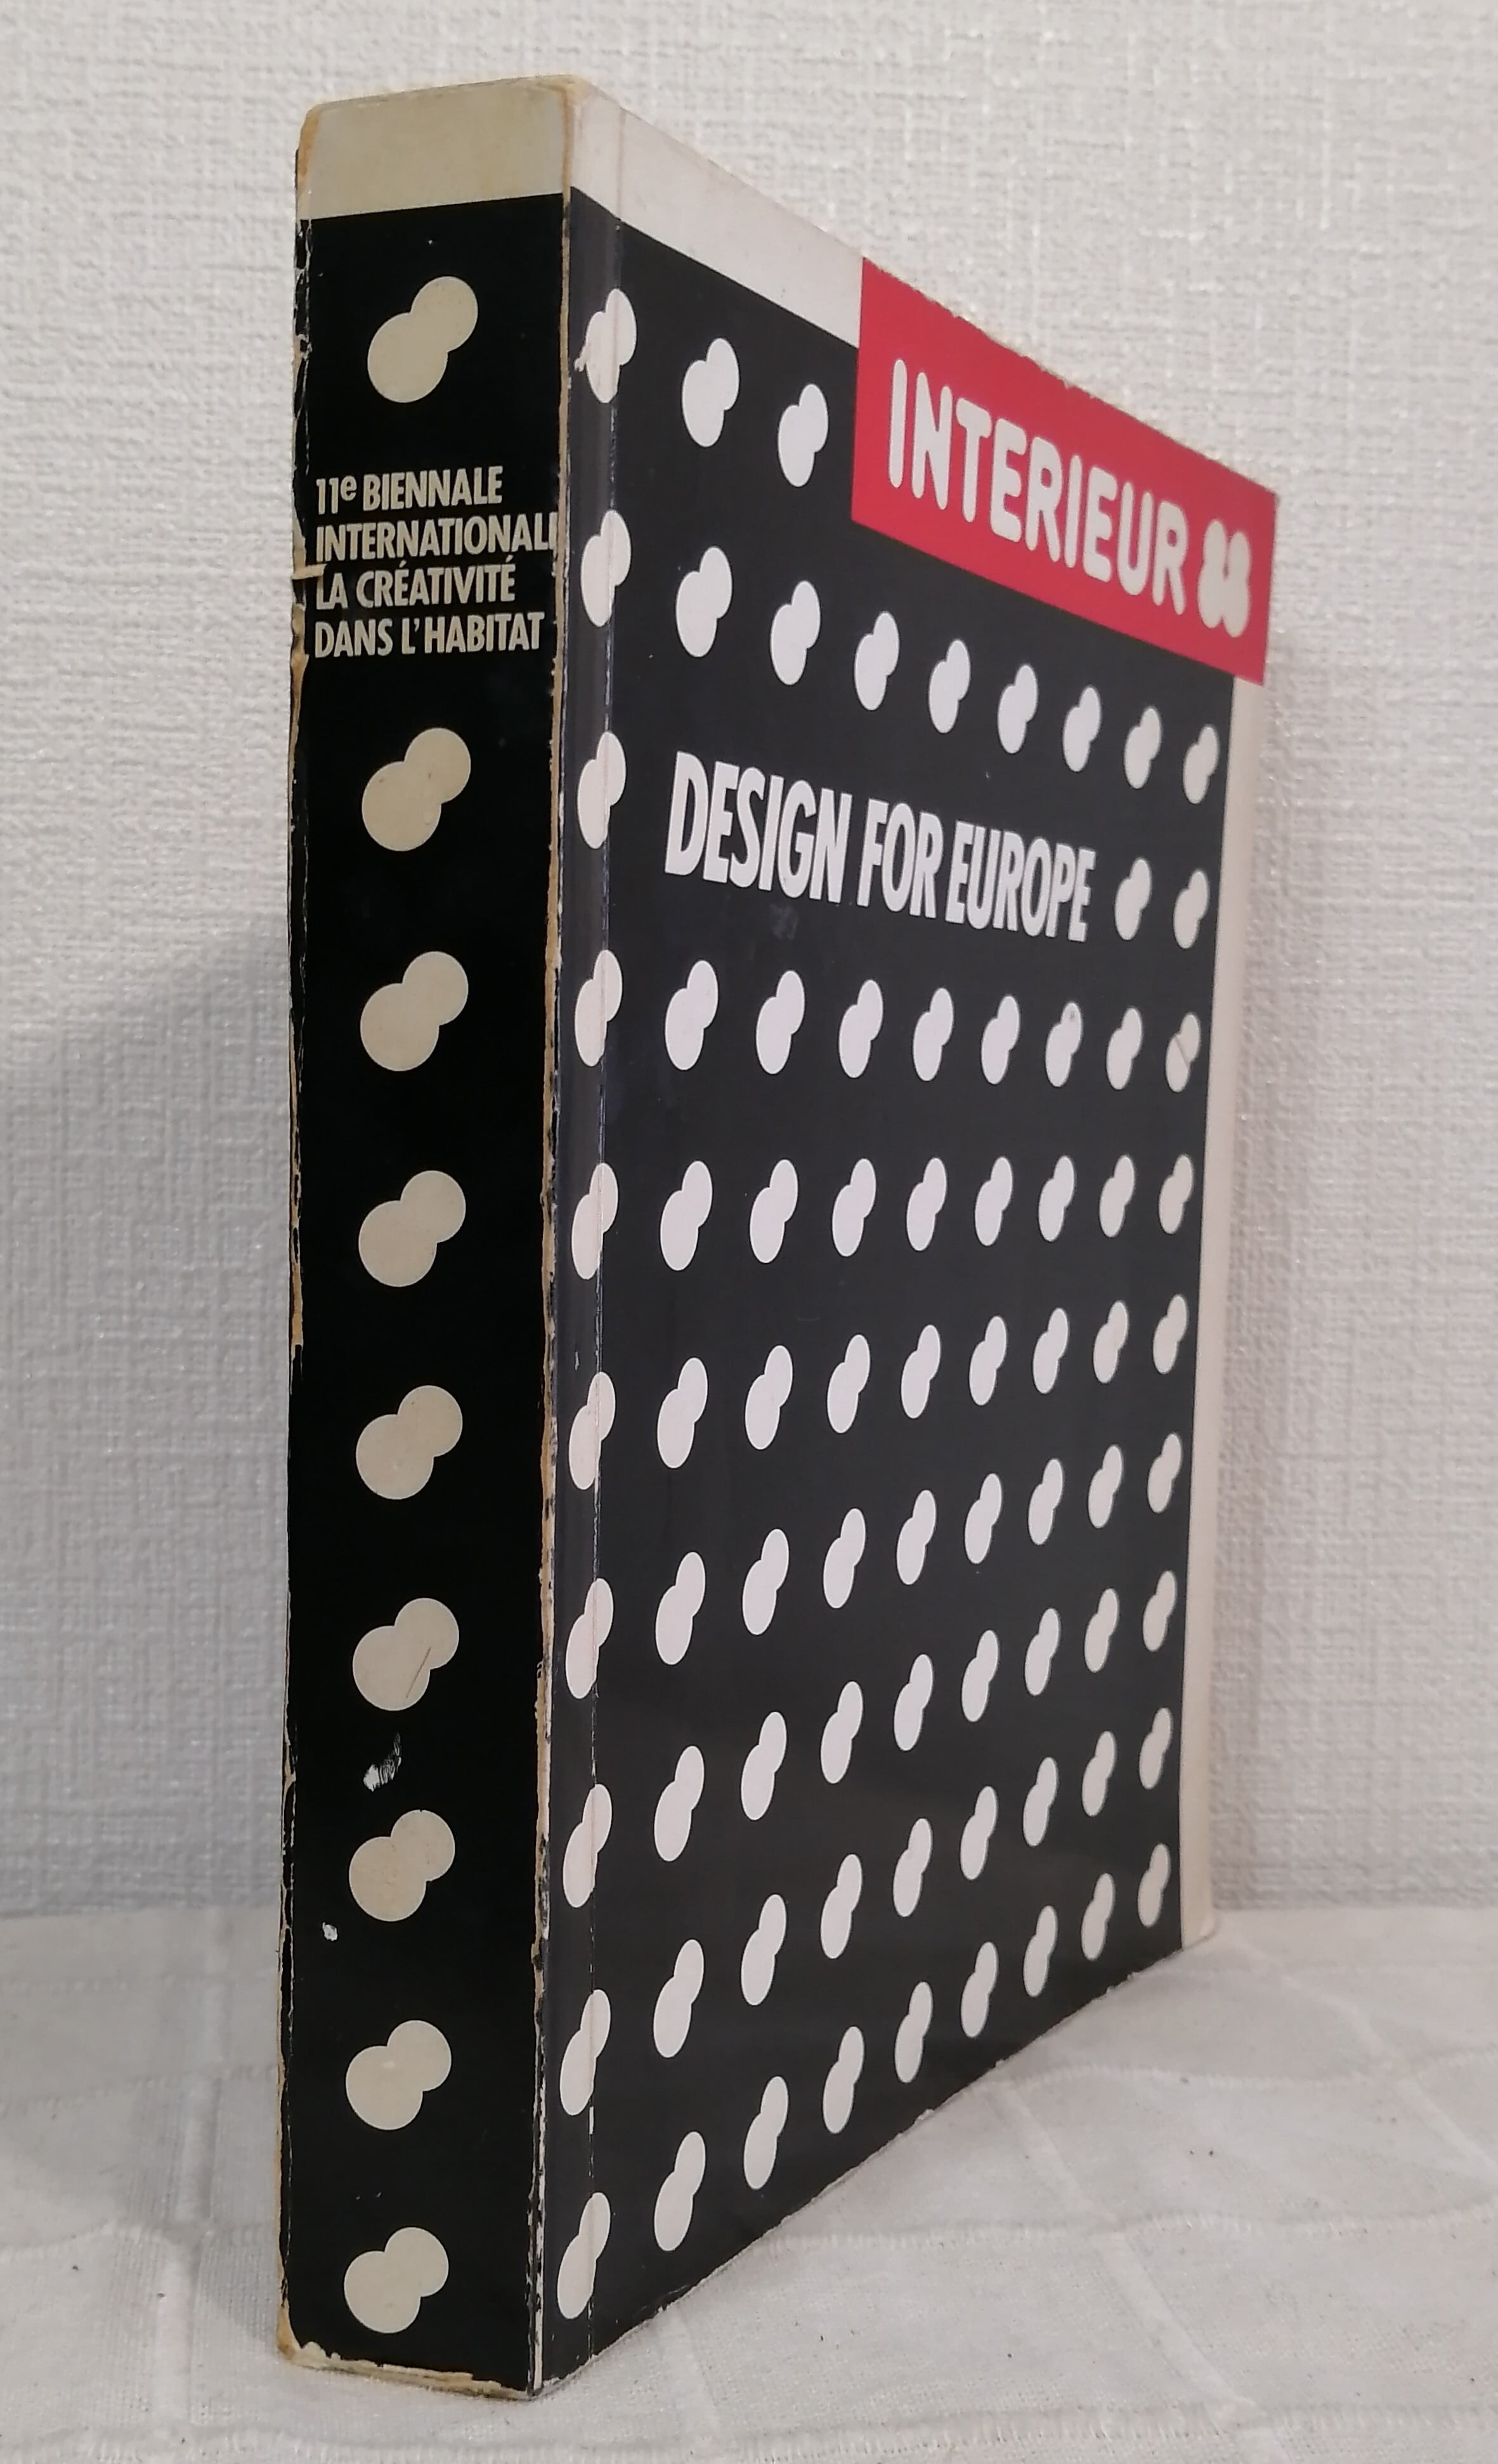 11e BIENNALE
INTERNATIONALE
LA CRÉATIVITÉ
DANS L'HABITAT
INTERIEUR 88
DESIGN FOR EUROPE